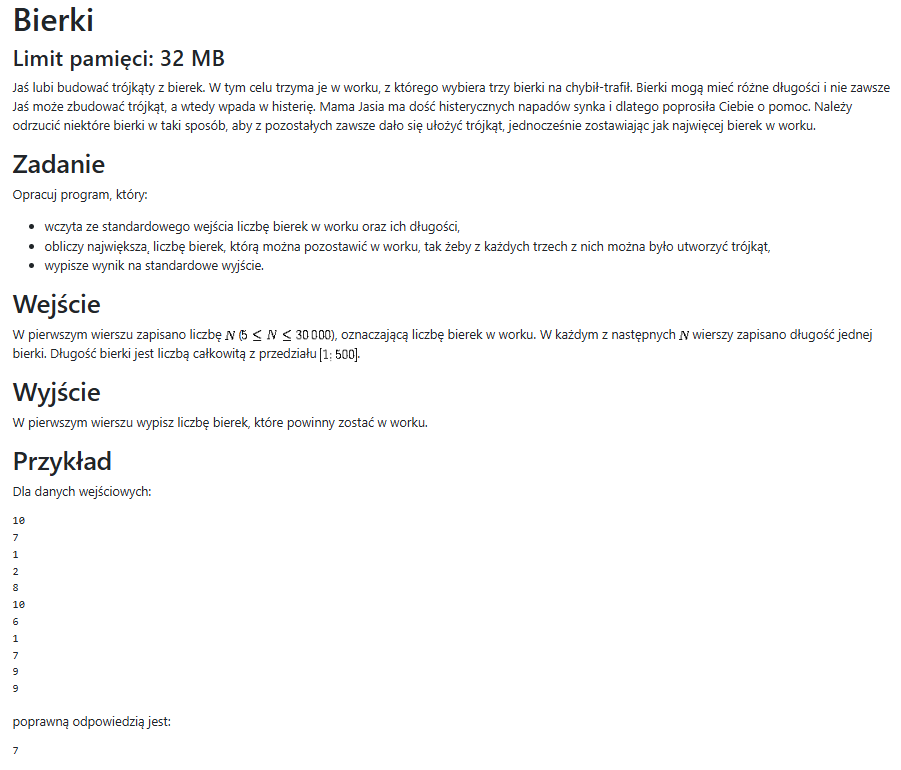 Bierki
Limit pamięci: 32 MB
Jaś lubi budować trójkąty z bierek. W tym celu trzyma je w worku, z którego wybiera trzy bierki na chybił-trafił. Bierki mogą mieć różne długości i nie zawsze
Jaś może zbudować trójkąt, a wtedy wpada w histerię. Mama Jasia ma dość histerycznych napadów synka i dlatego poprosiła Ciebie o pomoc. Należy
odrzucić niektóre bierki w taki sposób, aby z pozostałych zawsze dało się ułożyć trójkąt, jednocześnie zostawiając jak najwięcej bierek w worku.
Zadanie
Opracuj program, który:
• wczyta ze standardowego wejścia liczbę bierek w worku oraz ich długości,
• obliczy największa̧ liczbę bierek, którą można pozostawić w worku, tak żeby z każdych trzech z nich można było utworzyć trójkąt,
• wypisze wynik na standardowe wyjście.
Wejście
W pierwszym wierszu zapisano liczbę N (5 ≤ N ≤ 30 000), oznaczającą liczbę bierek w worku. W każdym z następnych N wierszy zapisano długość jednej
bierki. Długość bierki jest liczbą całkowitą z przedziału [1; 500].
Wyjście
W pierwszym wierszu wypisz liczbę bierek, które powinny zostać w worku.
Przykład
Dla danych wejściowych:
10
7
1
2
8
10
6
1
7
9
9
poprawną odpowiedzią jest:
7